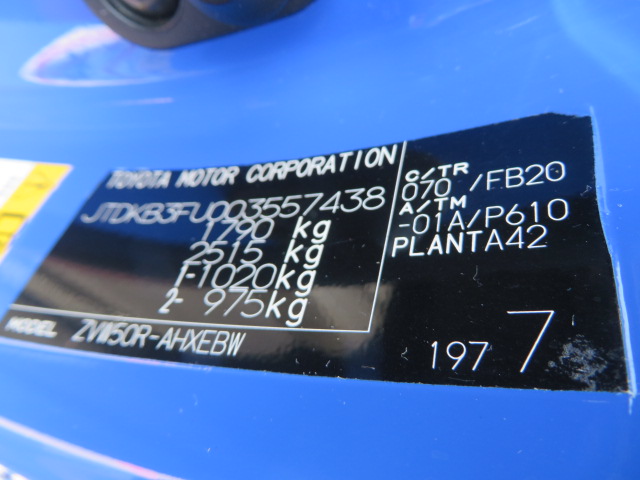 TOYOTA MOTOR CORPORATION
JTDKB3FU003557438
1790 kg
2515 kg
1-1020kg
2- 975kg
MODEL ZVW50R-AHXEBW
C/TR
070 /FB20
A/TM
-01A/P610
PLANTA42
197 7